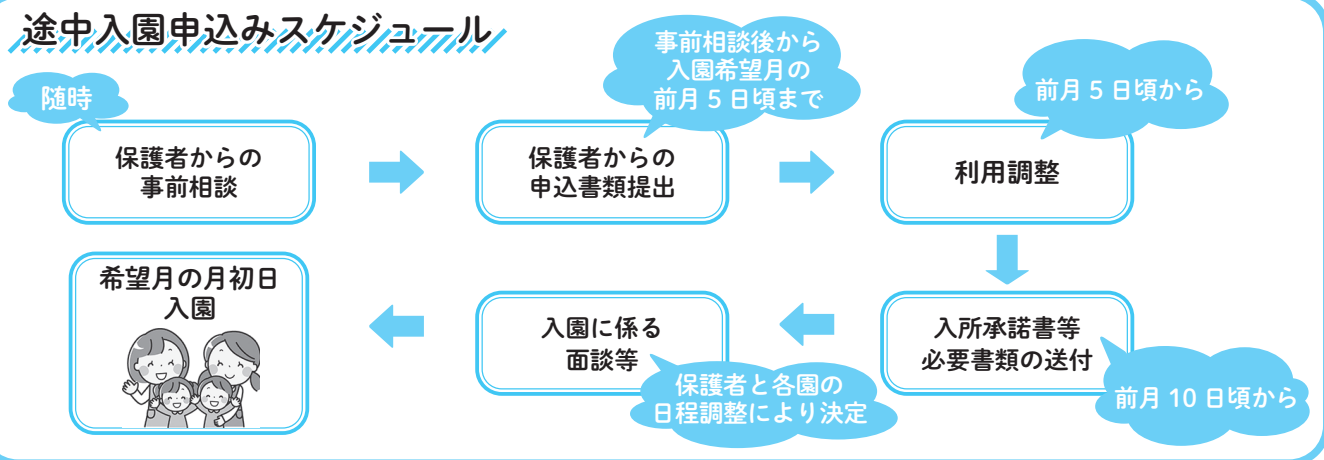 途中入園申込みスケジュール
随時
保護者からの
事前相談
事前相談後から
入園希望月の
前月 5 日頃まで
保護者からの
申込書類提出
前月 5 日頃から
利用調整
入所承諾書等
必要書類の送付
前月 10 日頃から
入園に係る
面談等
保護者と各園の
日程調整により決定
希望月の月初日
入園